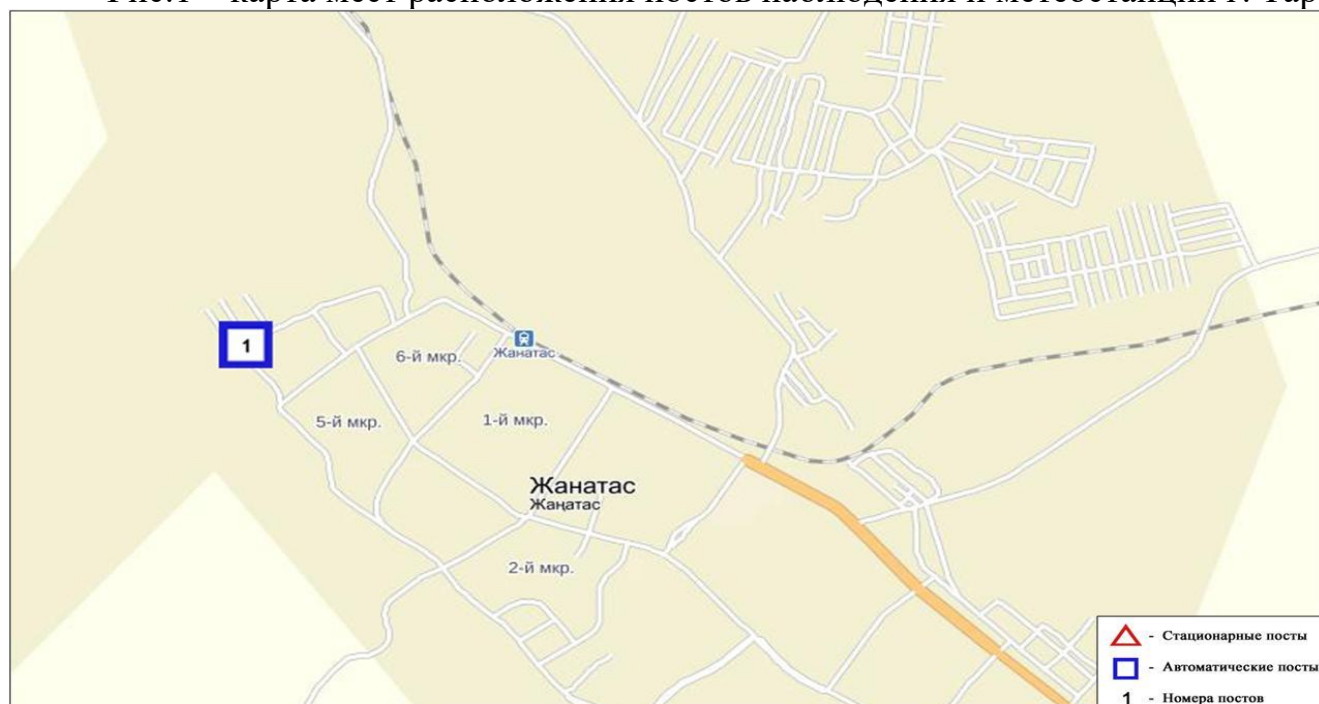 Рис.1 – карта мест расположения постов наблюдения и метеостанции г. Тар
1
Жанатас
6-й мкр.
5-й мкр.
1-й мкр.
Жанатас
Жаңатас
2-й мкр.
- Стационарные посты
- Автоматические посты
1 - Номера постов